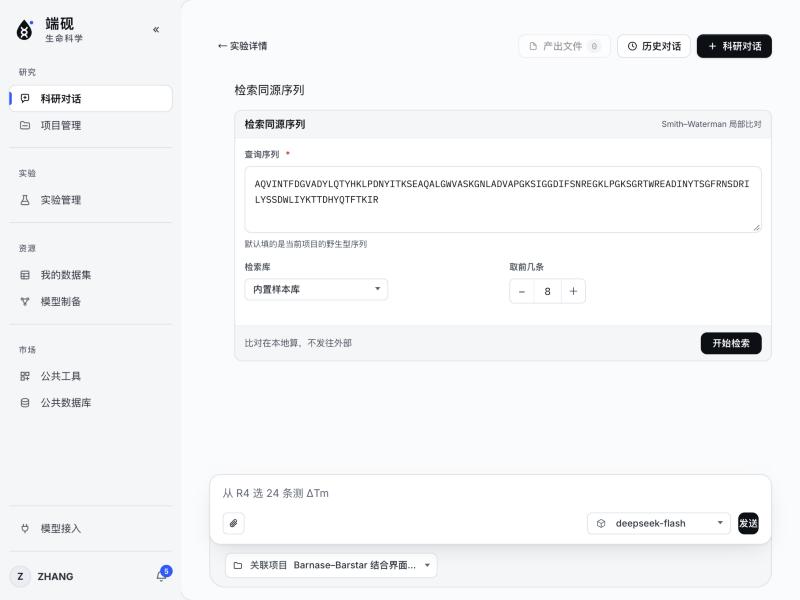 端砚
生命科学
«
研究
科研对话
项目管理
实验
实验管理
资源
我的数据集
模型制备
市场
公共工具
公共数据库
模型接入
Z ZHANG 5
← 实验详情
产出文件 0
历史对话
+ 科研对话
检索同源序列
检索同源序列
Smith–Waterman 局部比对
查询序列 *
AQVINTFDGVADYLQTYHKLPDNYITKSEAQALGWVASKGNLADVAPGKSIGGDIFSNREGKLPGKSGRTWREADINYTSGFRNSDRI
LYSSDWLIYKTTDHYQTFTKIR
默认填的是当前项目的野生型序列
检索库
取前几条
内置样本库
− 8 +
比对在本地算，不发往外部
开始检索
从 R4 选 24 条测 ΔTm
deepseek-flash
发送
关联项目 Barnase–Barstar 结合界面...